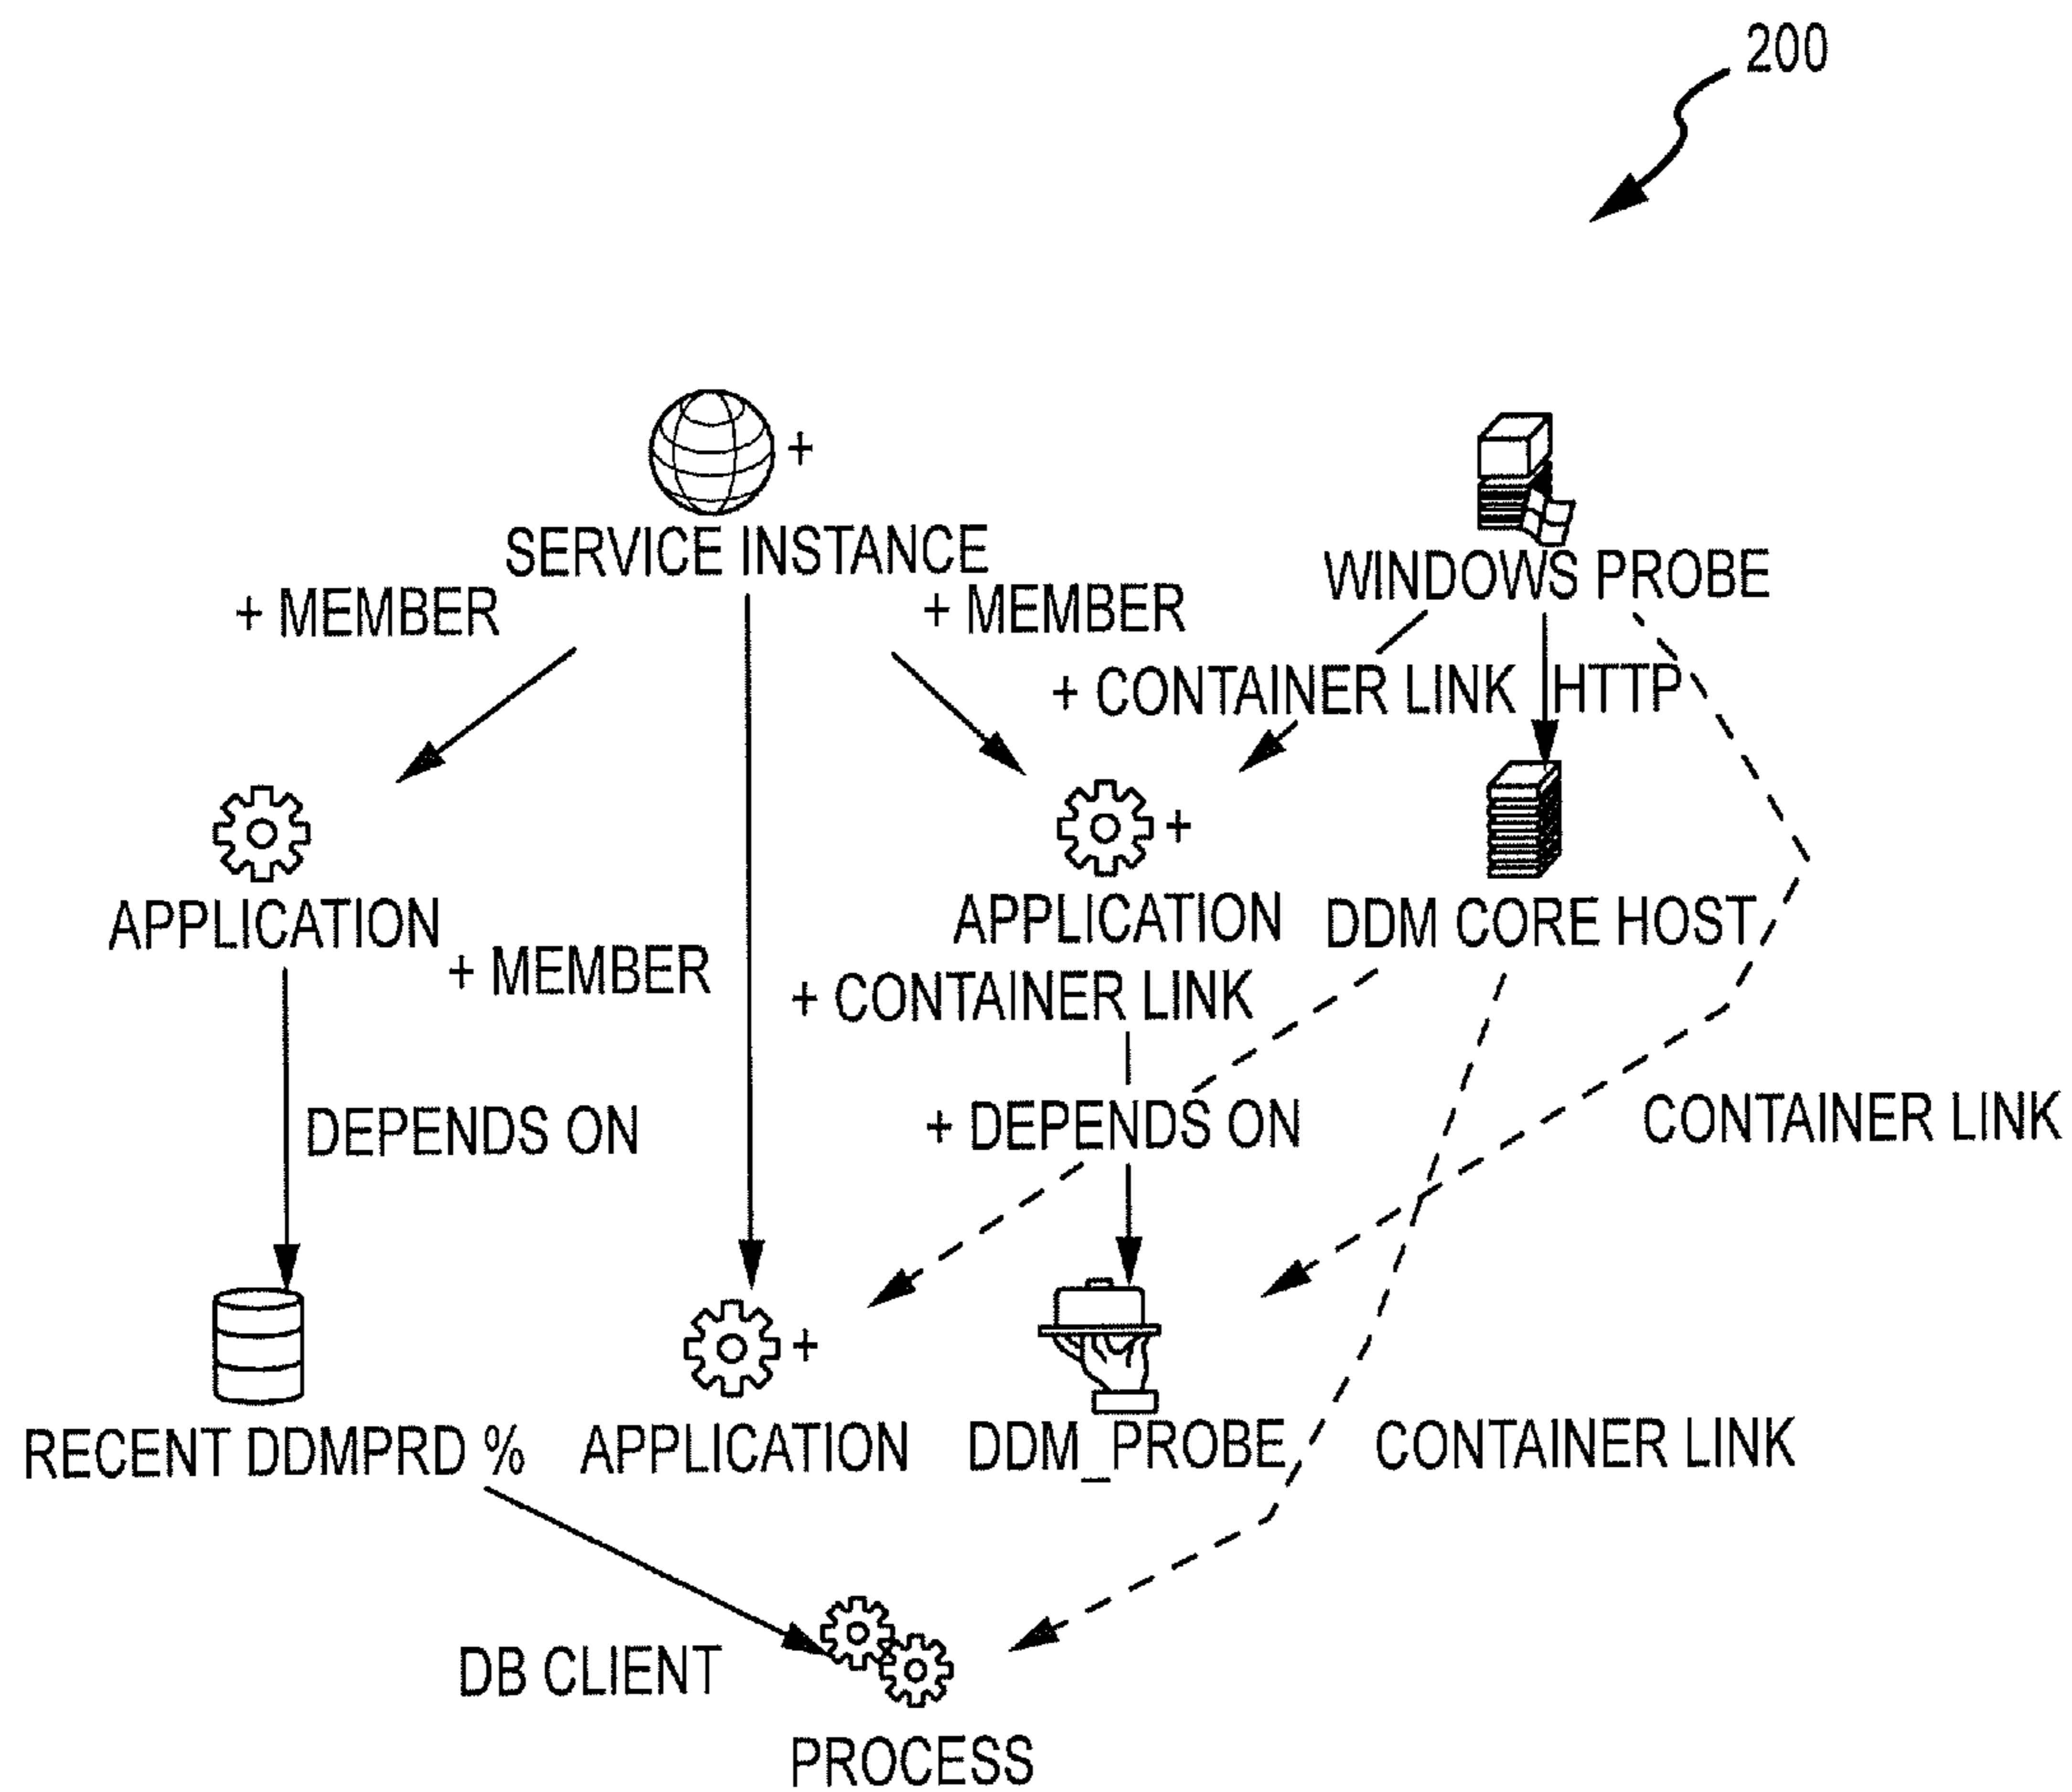 200
+
SERVICE INSTANCE
WINDOWS PROBE
+ MEMBER
+ MEMBER
+ CONTAINER LINK
HTTP
+
APPLICATION
APPLICATION
DDM CORE HOST
+ MEMBER
+ CONTAINER LINK
DEPENDS ON
+ DEPENDS ON
CONTAINER LINK
+
RECENT DDMPRD %
APPLICATION
DDM_PROBE
CONTAINER LINK
DB CLIENT
PROCESS